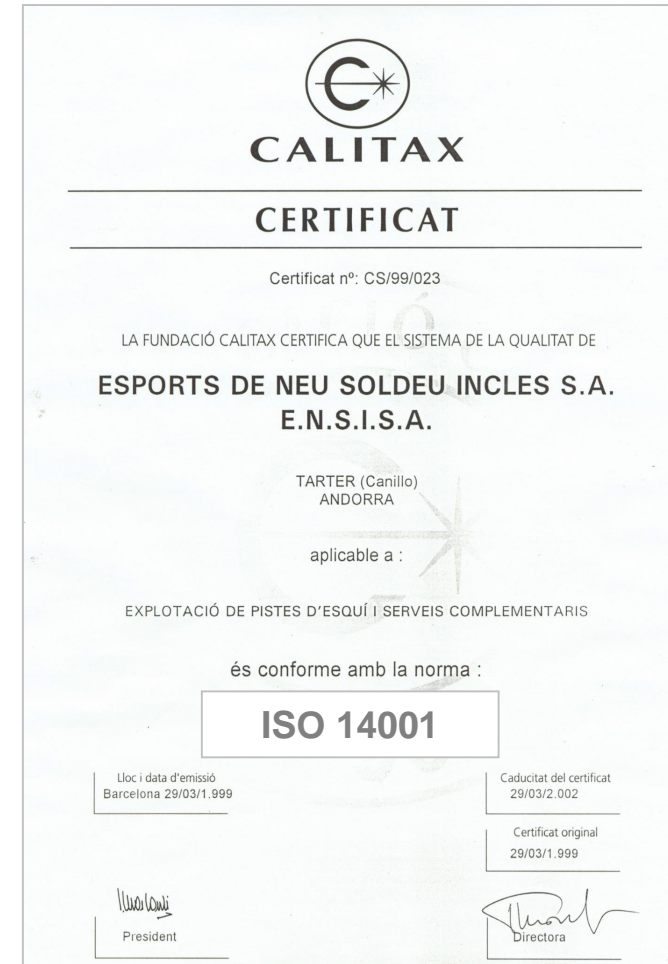 CALITAX
CERTIFICAT
Certificat nº: CS/99/023
LA FUNDACIÓ CALITAX CERTIFICA QUE EL SISTEMA DE LA QUALITAT DE
ESPORTS DE NEU SOLDEU INCLES S.A.
E.N.S.I.S.A.
TARTER (Canillo)
ANDORRA
aplicable a :
EXPLOTACIÓ DE PISTES D'ESQUÍ I SERVEIS COMPLEMENTARIS
és conforme amb la norma :
ISO 14001
Lloc i data d'emissió
Barcelona 29/03/1.999
Caducitat del certificat
29/03/2.002
Certificat original
29/03/1.999
President
Directora